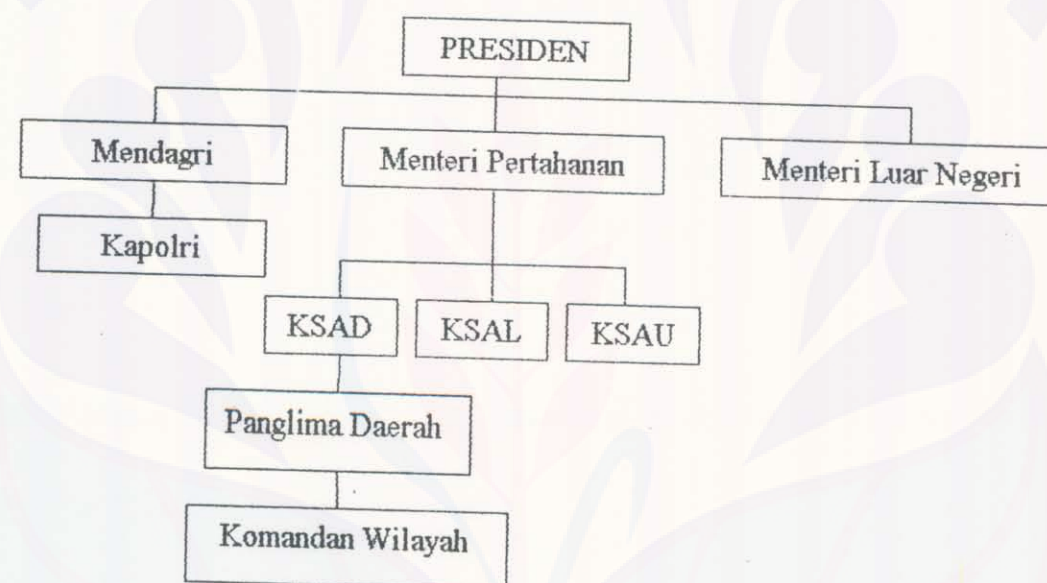 PRESIDEN
Mendagri
Menteri Pertahanan
Menteri Luar Negeri
Kapolri
KSAD
KSAL
KSAU
Panglima Daerah
Komandan Wilayah